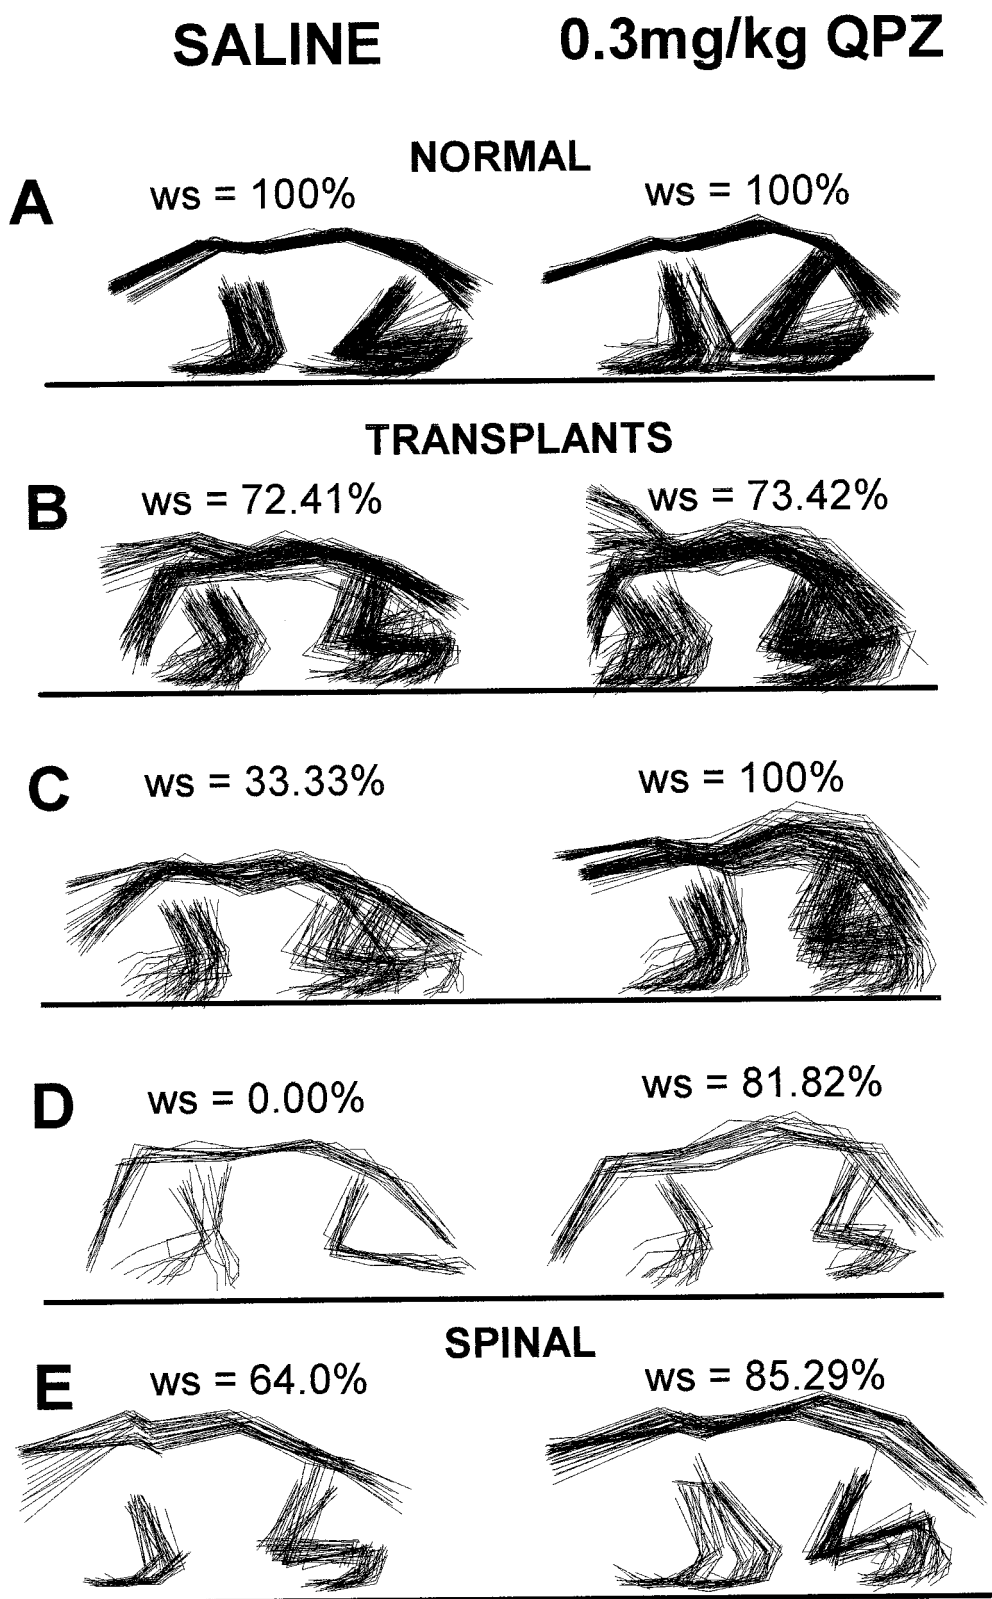 SALINE 0.3mg/kg QPZ
NORMAL
A ws = 100% ws = 100%
TRANSPLANTS
B ws = 72.41% ws = 73.42%
C ws = 33.33% ws = 100%
D ws = 0.00% ws = 81.82%
SPINAL
E ws = 64.0% ws = 85.29%